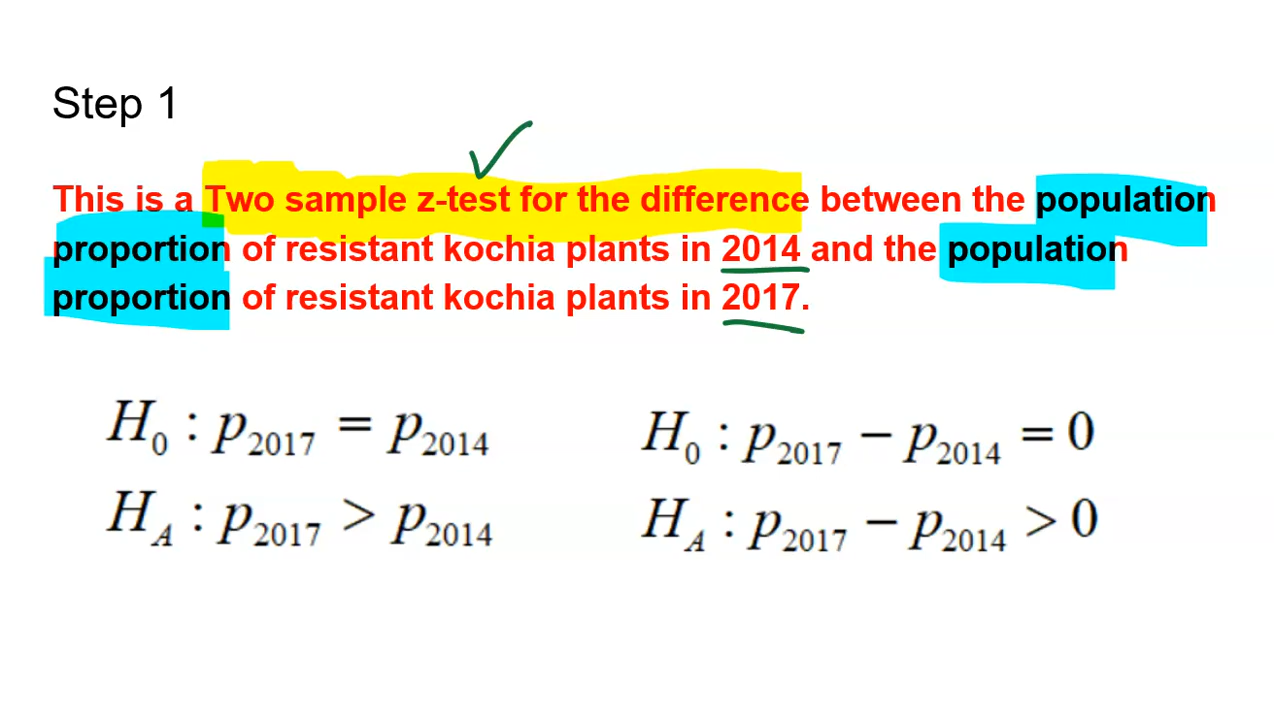 Step 1
This is a Two sample z-test for the difference between the population
proportion of resistant kochia plants in 2014 and the population
proportion of resistant kochia plants in 2017.
H₀ : p₂₀₁₇ = p₂₀₁₄
H₀ : p₂₀₁₇ − p₂₀₁₄ = 0
H_A : p₂₀₁₇ > p₂₀₁₄
H_A : p₂₀₁₇ − p₂₀₁₄ > 0